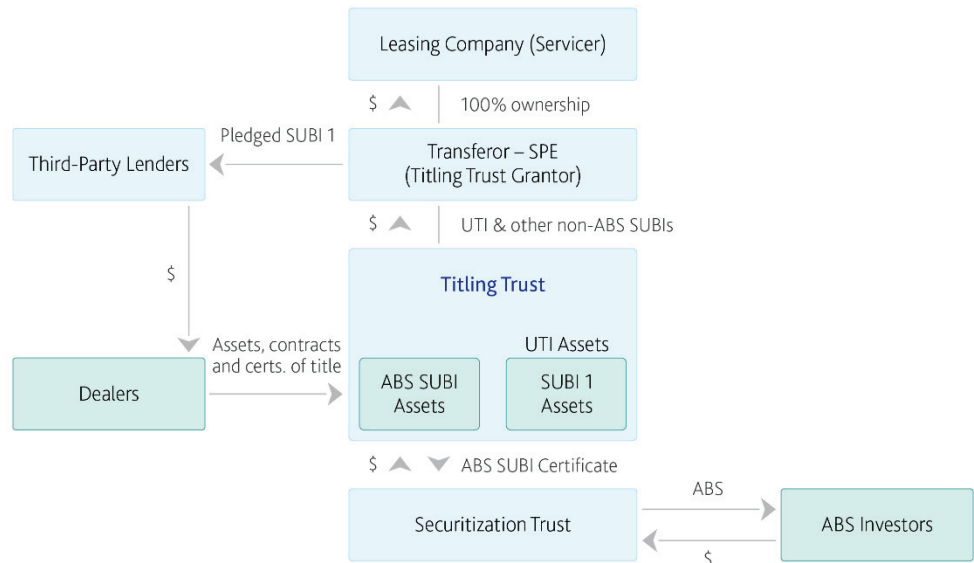 Leasing Company (Servicer)
$
100% ownership
Pledged SUBI 1
Third-Party Lenders
Transferor – SPE
(Titling Trust Grantor)
$
UTI & other non-ABS SUBIs
$
Titling Trust
Assets, contracts
and certs. of title
UTI Assets
Dealers
ABS SUBI
Assets
SUBI 1
Assets
$
ABS SUBI Certificate
ABS
Securitization Trust
ABS Investors
$